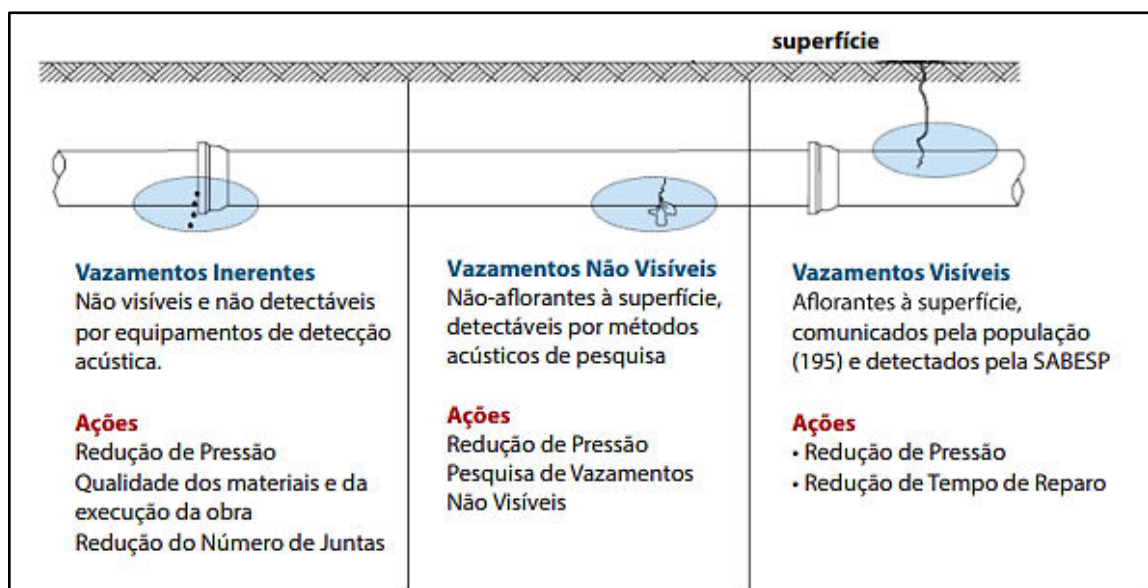 superfície
Vazamentos Inerentes
Não visíveis e não detectáveis
por equipamentos de detecção
acústica.
Ações
Redução de Pressão
Qualidade dos materiais e da
execução da obra
Redução do Número de Juntas
Vazamentos Não Visíveis
Não-aflorantes à superfície,
detectáveis por métodos
acústicos de pesquisa
Ações
Redução de Pressão
Pesquisa de Vazamentos
Não Visíveis
Vazamentos Visíveis
Aflorantes à superfície,
comunicados pela população
(195) e detectados pela SABESP
Ações
• Redução de Pressão
• Redução de Tempo de Reparo